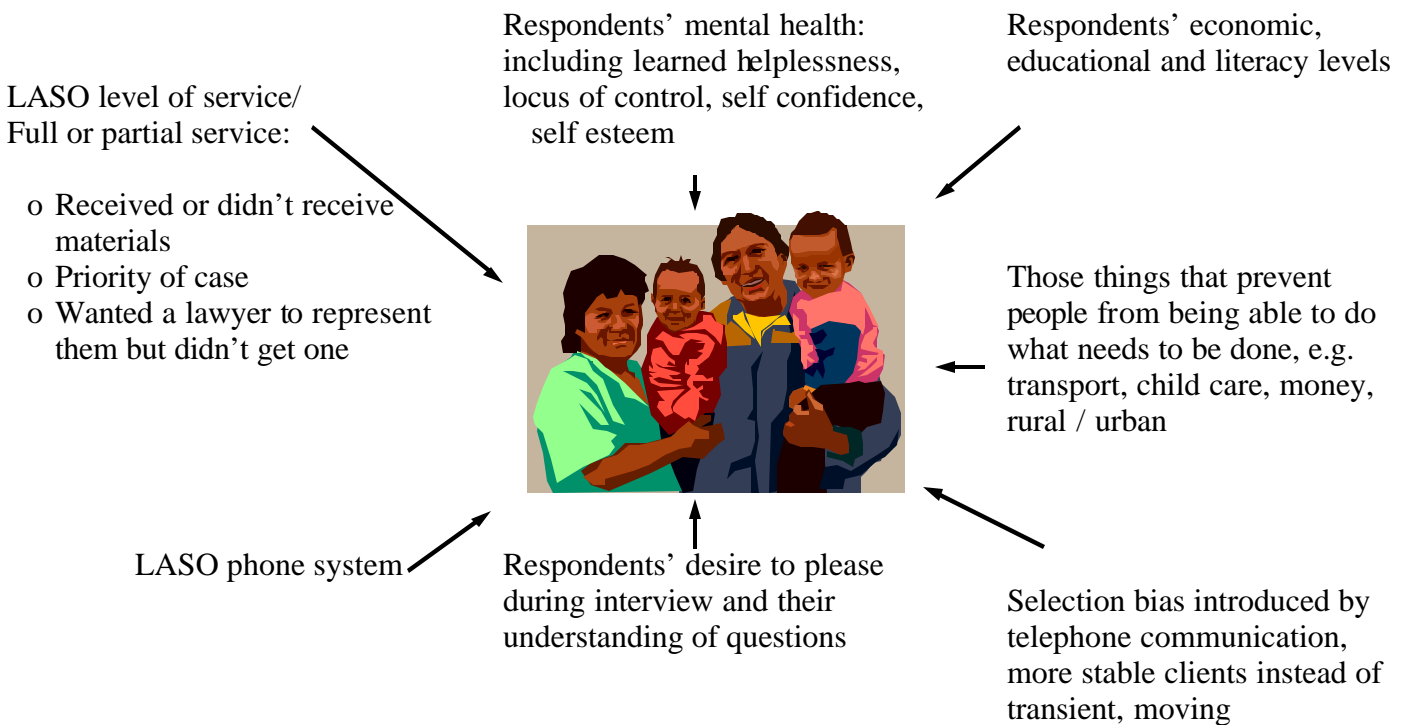 Respondents’ mental health:
including learned helplessness,
locus of control, self confidence,
self esteem
Respondents’ economic,
educational and literacy levels
LASO level of service/
Full or partial service:
o Received or didn’t receive
materials
o Priority of case
o Wanted a lawyer to represent
them but didn’t get one
Those things that prevent
people from being able to do
what needs to be done, e.g.
transport, child care, money,
rural / urban
LASO phone system
Respondents’ desire to please
during interview and their
understanding of questions
Selection bias introduced by
telephone communication,
more stable clients instead of
transient, moving